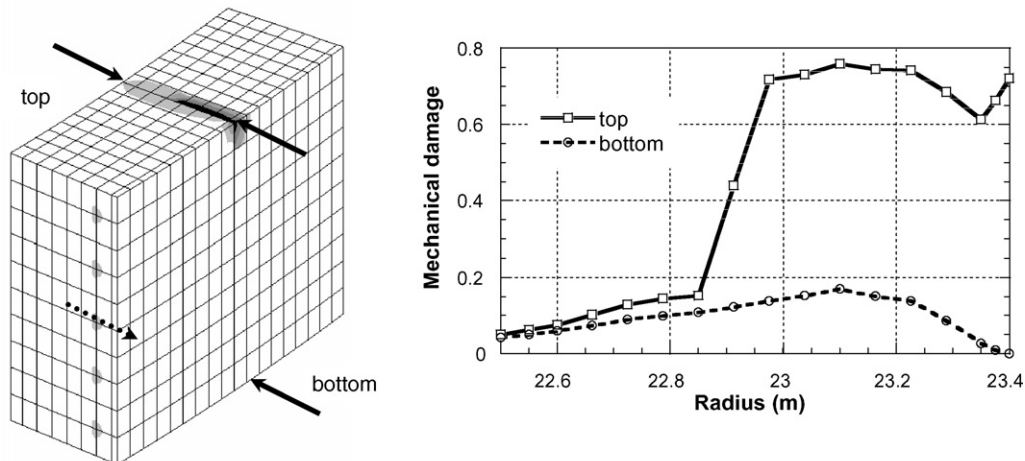 top
bottom
Mechanical damage
0.8
0.6
0.4
0.2
0
top
bottom
22.6
22.8
23
23.2
23.4
Radius (m)